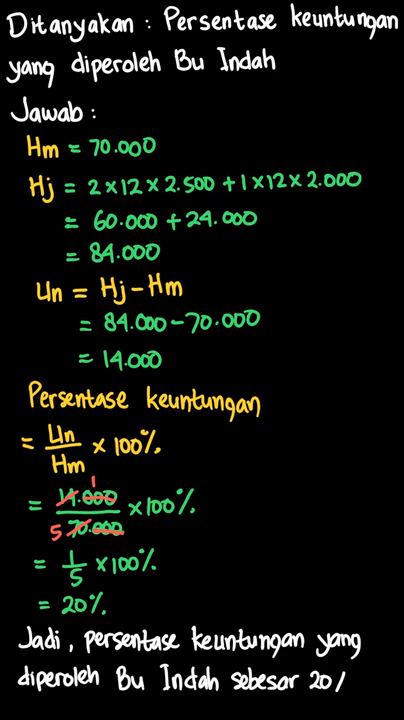 Ditanyakan : Persentase keuntungan
yang diperoleh Bu Indah
Jawab :
Hm = 70.000
Hj = 2 x 12 x 2.500 + 1 x 12 x 2.000
= 60.000 + 24.000
= 84.000
Un = Hj - Hm
= 84.000 - 70.000
= 14.000
Persentase keuntungan
= Un/Hm x 100%
1
= 14.000/70.000 x 100%
5
= 1/5 x 100%
= 20%
Jadi, persentase keuntungan yang
diperoleh Bu Indah sebesar 20/